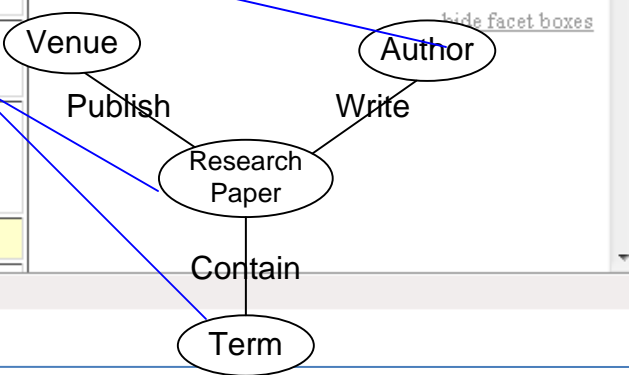 hide facet boxes
Venue
Author
Publish
Write
Research
Paper
Contain
Term